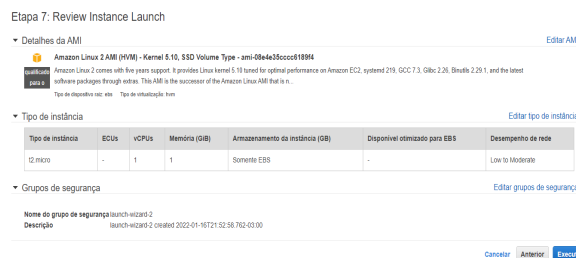 Etapa 7: Review Instance Launch
Detalhes da AMI
Editar AM
Amazon Linux 2 AMI (HVM) - Kernel 5.10, SSD Volume Type - ami-08e4e35cccc6189f4
qualificado para o
Amazon Linux 2 comes with five years support. It provides Linux kernel 5.10 tuned for optimal performance on Amazon EC2, systemd 219, GCC 7.3, Glibc 2.26, Binutils 2.29.1, and the latest
software packages through extras. This AMI is the successor of the Amazon Linux AMI that is n...
Tipo de dispositivo raiz: ebs Tipo de virtualização: hvm
Tipo de instância
Editar tipo de instância
Tipo de instância ECUs vCPUs Memória (GiB) Armazenamento da instância (GB) Disponível otimizado para EBS Desempenho de rede
t2.micro - 1 1 Somente EBS - Low to Moderate
Grupos de segurança
Editar grupos de segurança
Nome do grupo de segurança launch-wizard-2
Descrição launch-wizard-2 created 2022-01-16T21:52:56.762-03:00
Cancelar Anterior Execut